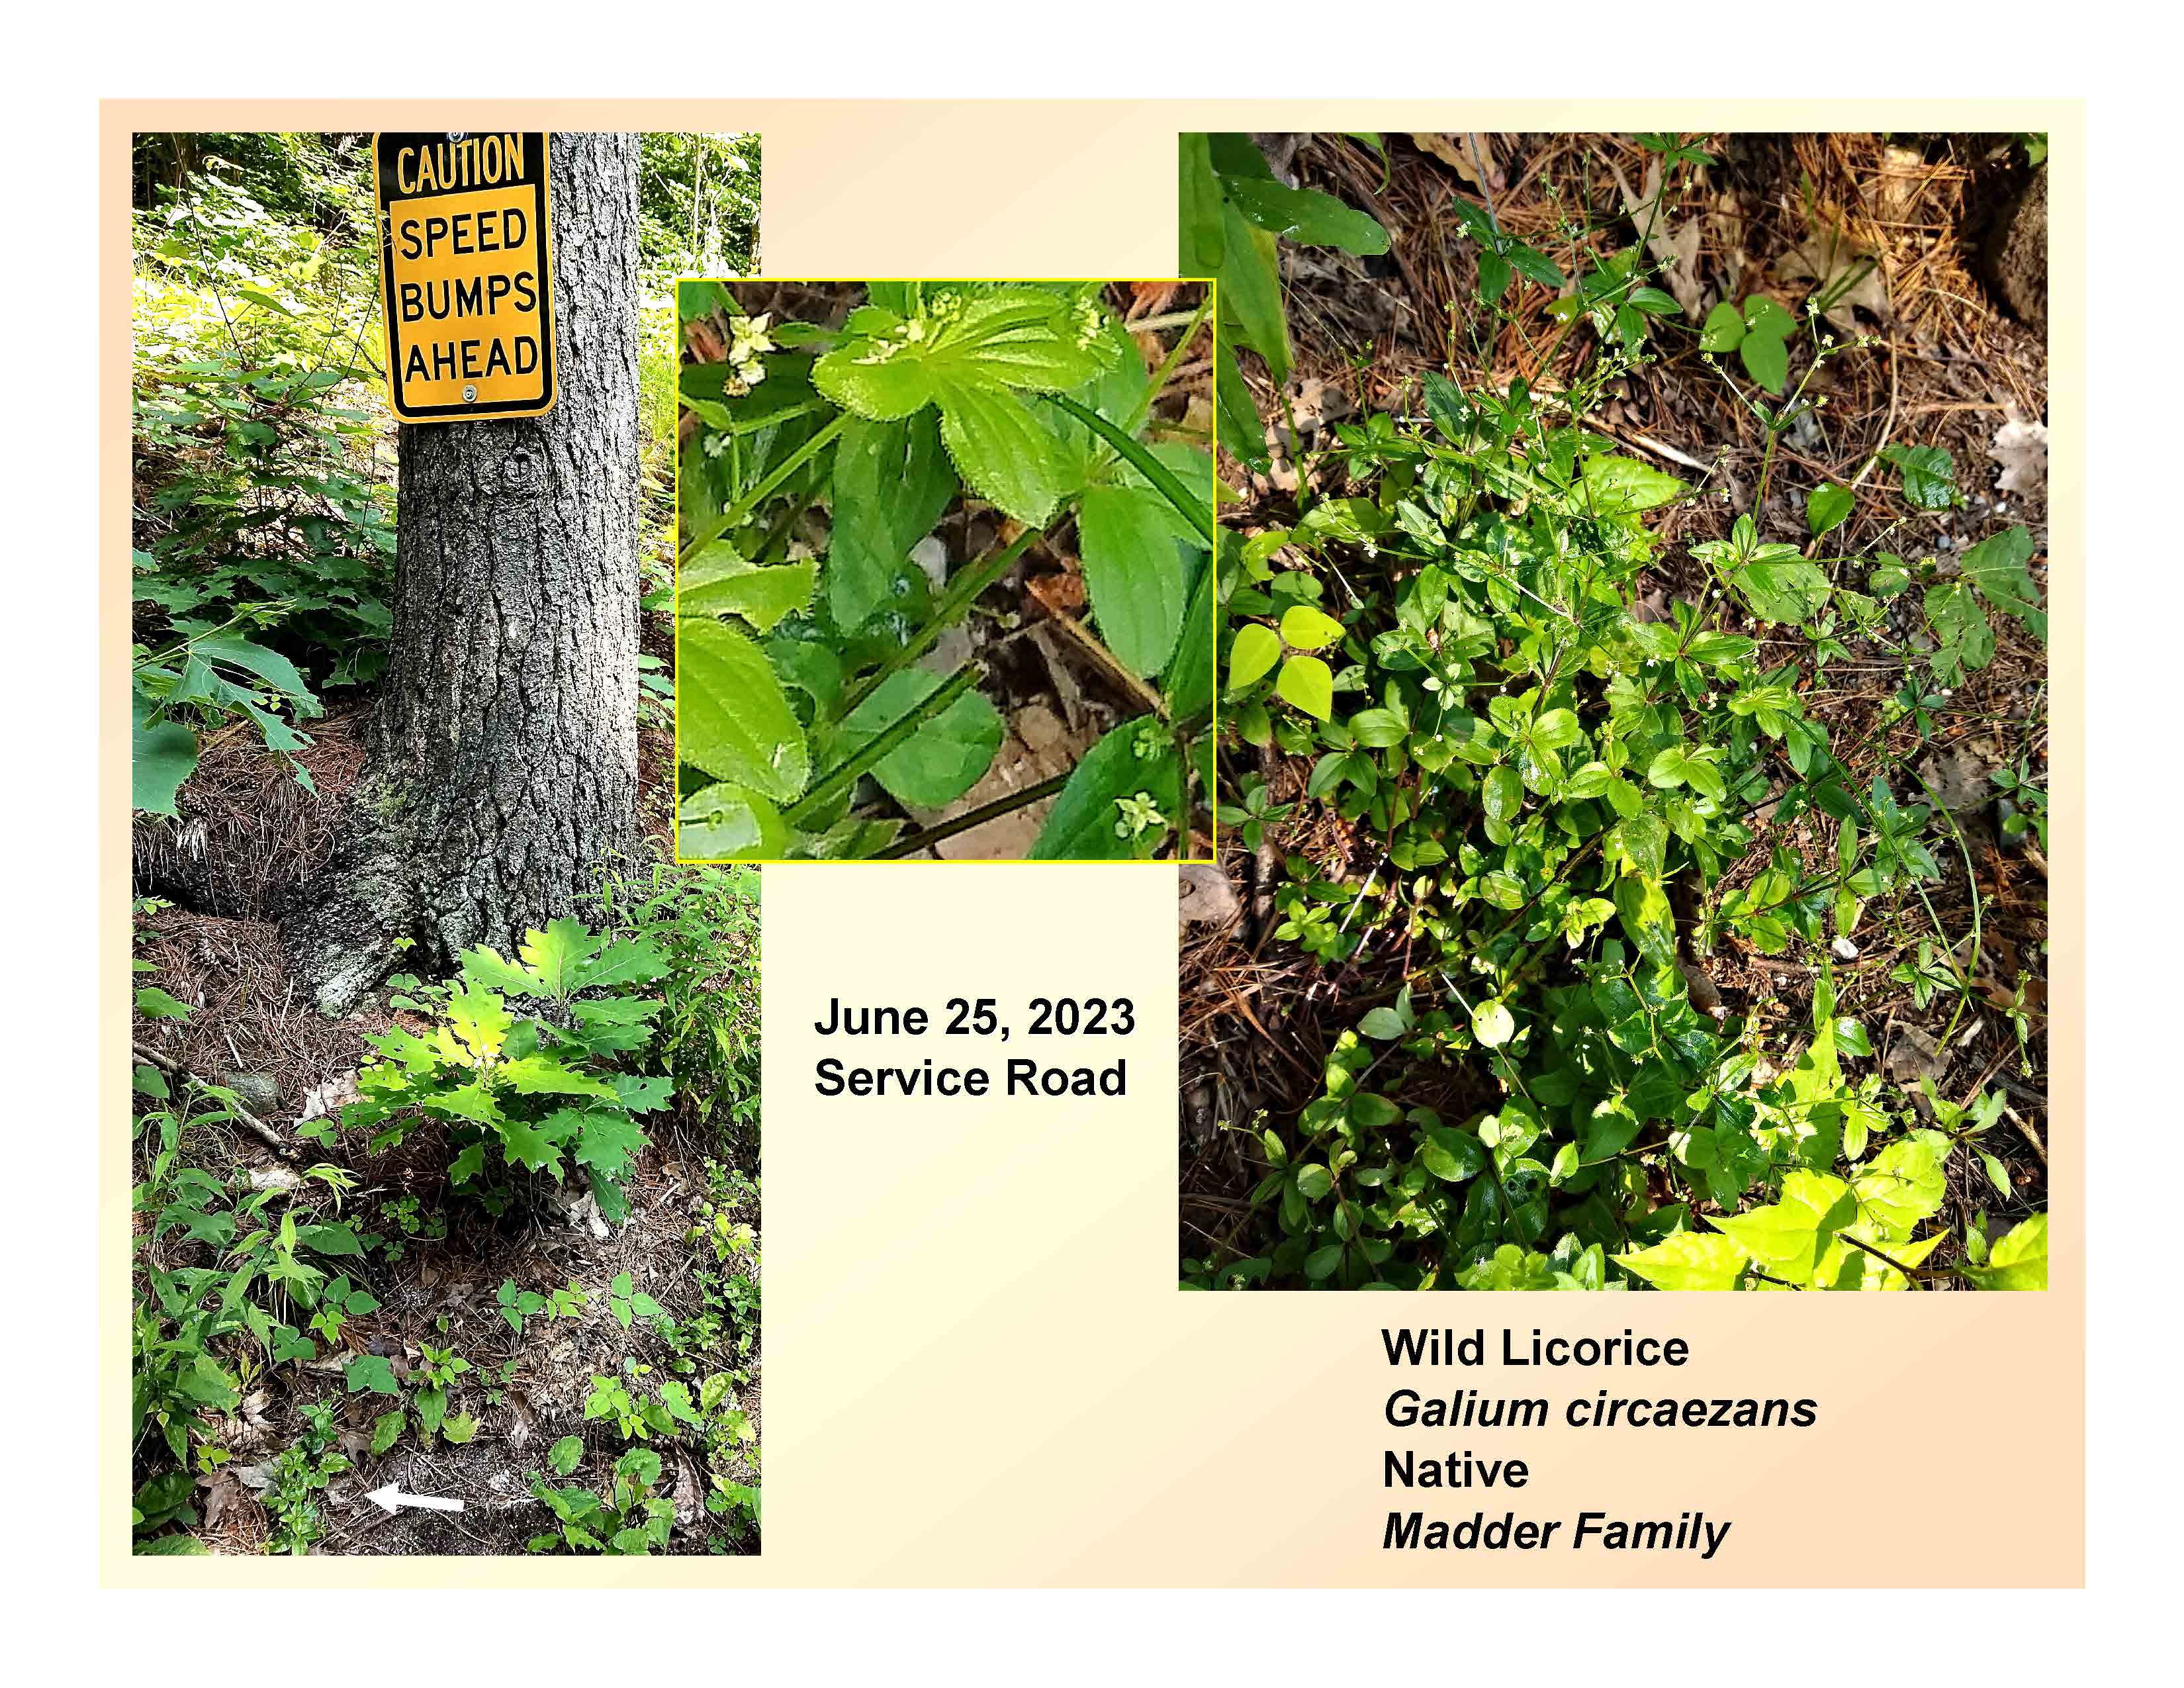 CAUTION
SPEED
BUMPS
AHEAD
June 25, 2023
Service Road
Wild Licorice
Galium circaezans
Native
Madder Family